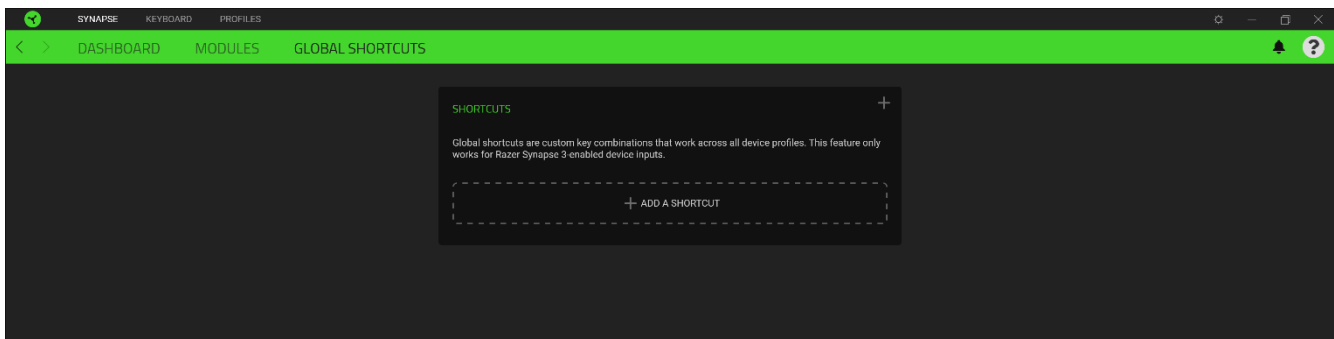 SYNAPSE KEYBOARD PROFILES
DASHBOARD MODULES GLOBAL SHORTCUTS
SHORTCUTS
Global shortcuts are custom key combinations that work across all device profiles. This feature only
works for Razer Synapse 3-enabled device inputs.
ADD A SHORTCUT